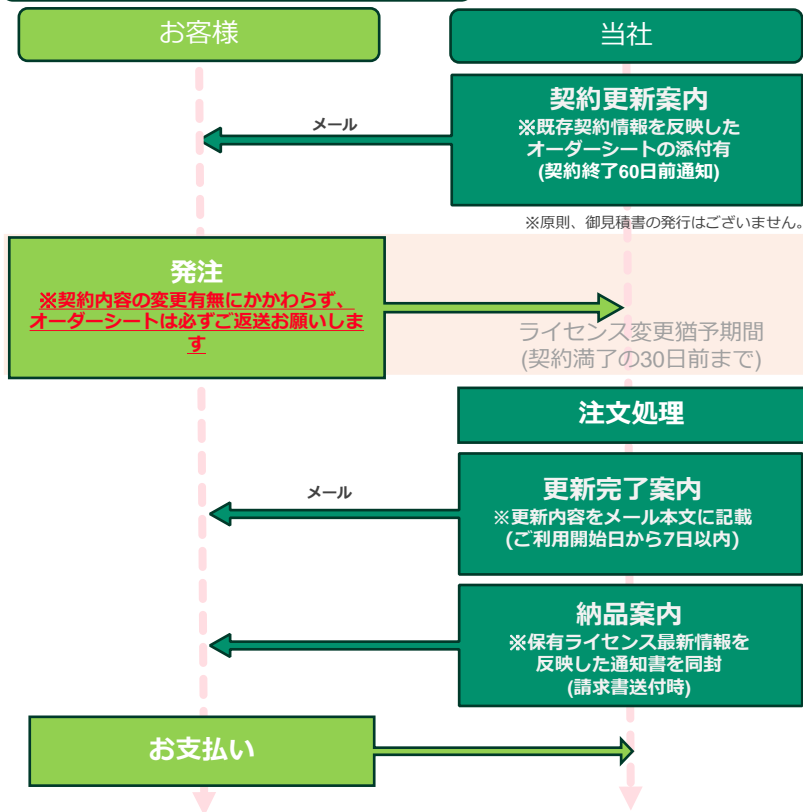 お客様
当社
契約更新案内
※既存契約情報を反映した
オーダーシートの添付有
(契約終了60日前通知)
メール
※原則、御見積書の発行はございません。
発注
※契約内容の変更有無にかかわらず、
オーダーシートは必ずご返送お願いしま
す
ライセンス変更猶予期間
(契約満了の30日前まで)
注文処理
更新完了案内
※更新内容をメール本文に記載
(ご利用開始日から7日以内)
メール
納品案内
※保有ライセンス最新情報を
反映した通知書を同封
(請求書送付時)
お支払い